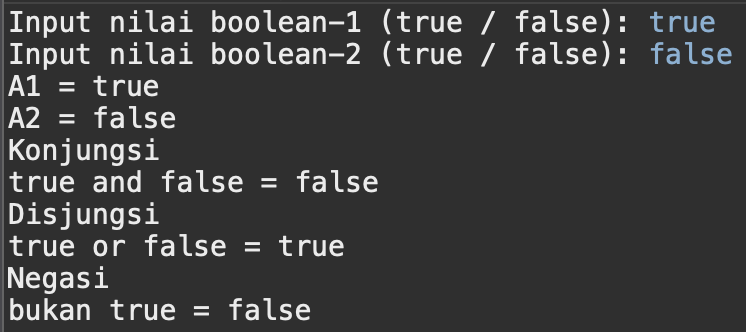 Input nilai boolean-1 (true / false): true
Input nilai boolean-2 (true / false): false
A1 = true
A2 = false
Konjungsi
true and false = false
Disjungsi
true or false = true
Negasi
bukan true = false